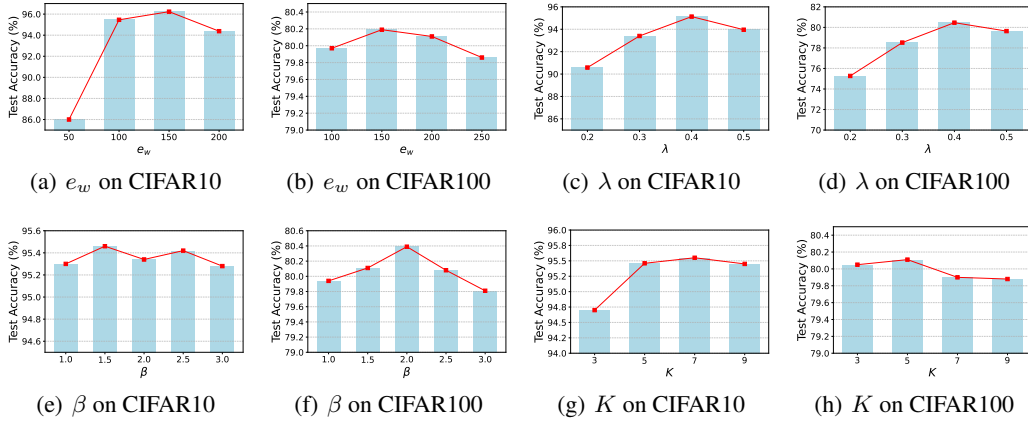 Test Accuracy (%)
96.0
94.0
92.0
90.0
88.0
86.0
50 100 150 200
e_w
(a) e_w on CIFAR10
Test Accuracy (%)
80.4
80.2
80.0
79.8
79.6
79.4
79.2
79.0
100 150 200 250
e_w
(b) e_w on CIFAR100
Test Accuracy (%)
96
94
92
90
88
86
0.2 0.3 0.4 0.5
λ
(c) λ on CIFAR10
Test Accuracy (%)
82
80
78
76
74
72
70
0.2 0.3 0.4 0.5
λ
(d) λ on CIFAR100
Test Accuracy (%)
95.6
95.4
95.2
95.0
94.8
94.6
1.0 1.5 2.0 2.5 3.0
β
(e) β on CIFAR10
Test Accuracy (%)
80.6
80.4
80.2
80.0
79.8
79.6
79.4
79.2
79.0
1.0 1.5 2.0 2.5 3.0
β
(f) β on CIFAR100
Test Accuracy (%)
96.0
95.8
95.5
95.2
95.0
94.8
94.5
94.2
94.0
3 5 7 9
K
(g) K on CIFAR10
Test Accuracy (%)
80.4
80.2
80.0
79.8
79.6
79.4
79.2
79.0
3 5 7 9
K
(h) K on CIFAR100